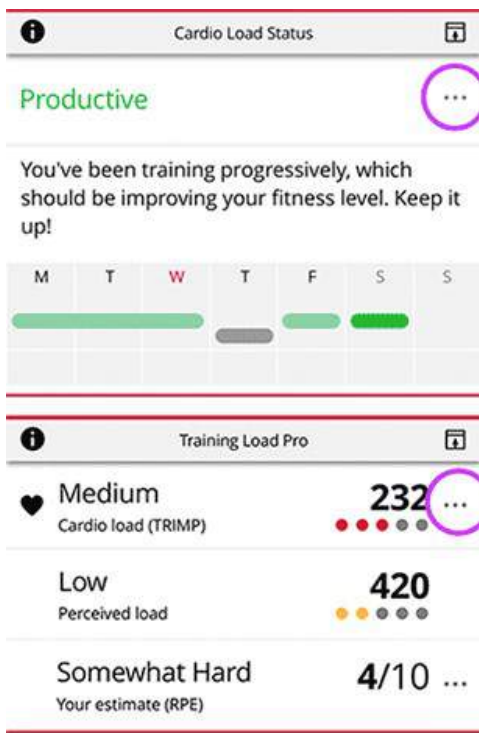 Cardio Load Status
Productive
...
You've been training progressively, which
should be improving your fitness level. Keep it
up!
M T W T F S S
Training Load Pro
Medium 232 ...
Cardio load (TRIMP)
Low 420
Perceived load
Somewhat Hard 4/10 ...
Your estimate (RPE)